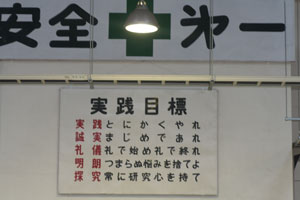 安全✚第一
実践目標
実践 とにかくやれ
誠実 まじめであれ
礼儀 礼で始め礼で終れ
明朗 つまらぬ悩みを捨てよ
探究 常に研究心を持て